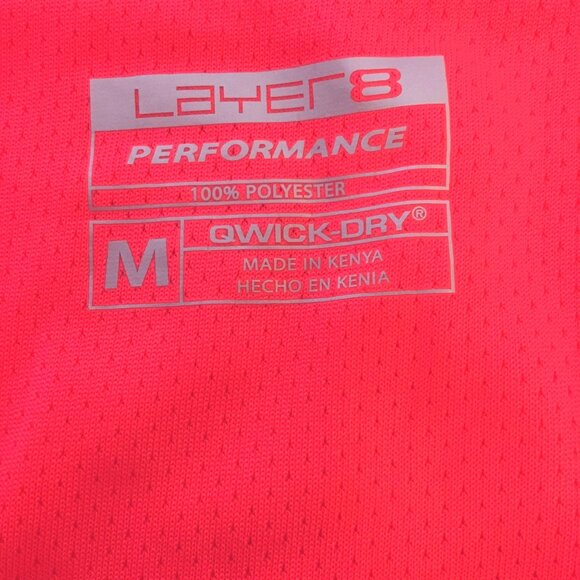 Layer8
PERFORMANCE
100% POLYESTER
M
QWICK-DRY®
MADE IN KENYA
HECHO EN KENIA